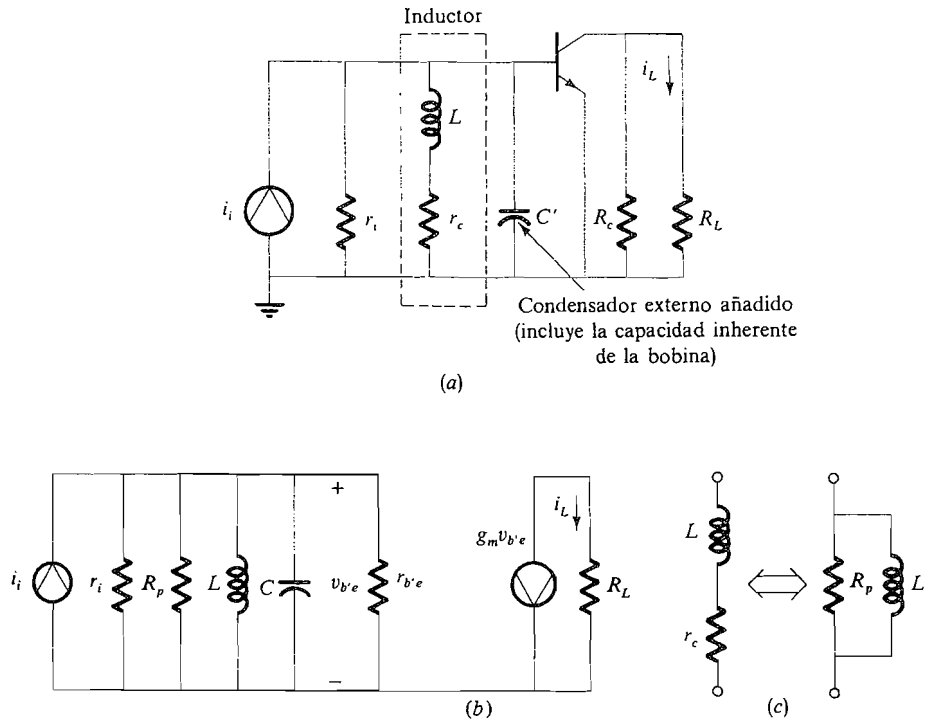 Inductor
i_L
L
i_i
r_i
r_c
C'
R_c
R_L
Condensador externo añadido
(incluye la capacidad inherente
de la bobina)
(a)
+
i_L
g_m v_b'e
L
i_i
r_i
R_p
L
C
v_b'e
r_b'e
R_L
R_p
L
r_c
−
(b)
(c)